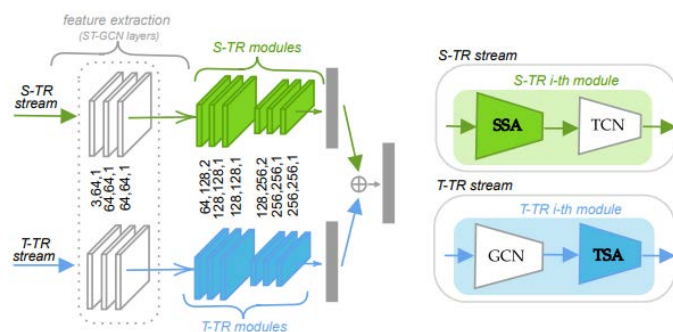 feature extraction
(ST-GCN layers)
S-TR modules
S-TR
stream
3,64,1
64,64,1
64,64,1
64,128,2
128,128,1
128,128,1
128,256,2
256,256,1
256,256,1
T-TR
stream
T-TR modules
S-TR stream
S-TR i-th module
SSA
TCN
T-TR stream
T-TR i-th module
GCN
TSA